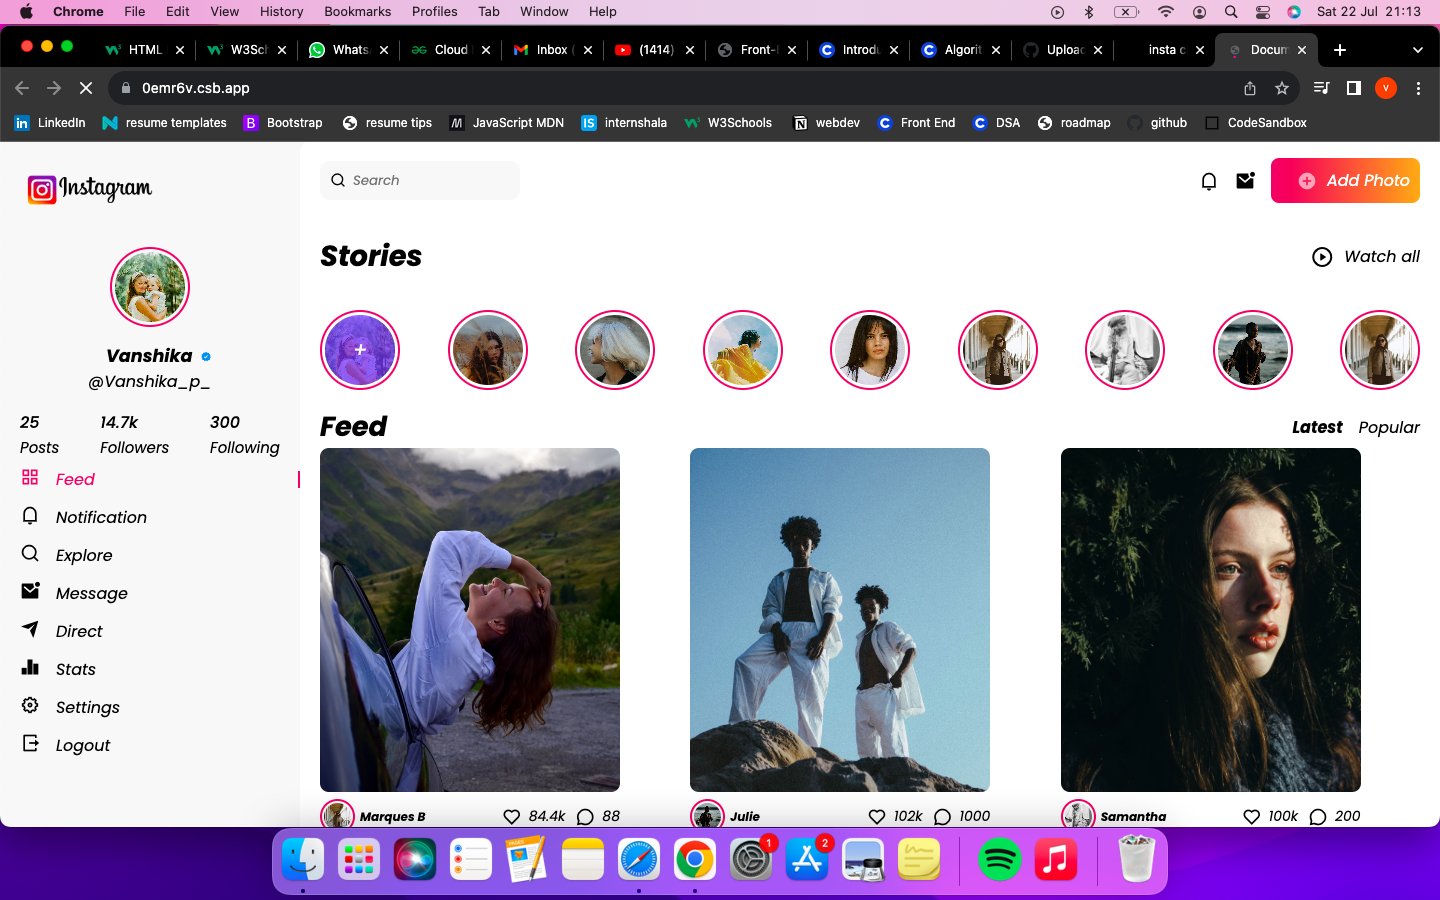 Chrome File Edit View History Bookmarks Profiles Tab Window Help Sat 22 Jul 21:13
HTML W3Sch Whats Cloud Inbox (1414) Front- Introdu Algorit Uploa insta c Docum
0emr6v.csb.app V
LinkedIn resume templates Bootstrap resume tips JavaScript MDN internshala W3Schools webdev Front End DSA roadmap github CodeSandbox
Instagram
Search
Add Photo
Stories
Watch all
Vanshika
@Vanshika_p_
25 14.7k 300
Posts Followers Following
Feed
Notification
Explore
Message
Direct
Stats
Settings
Logout
Feed
Latest Popular
Marques B 84.4k 88
Julie 102k 1000
Samantha 100k 200
PAGES
1
2